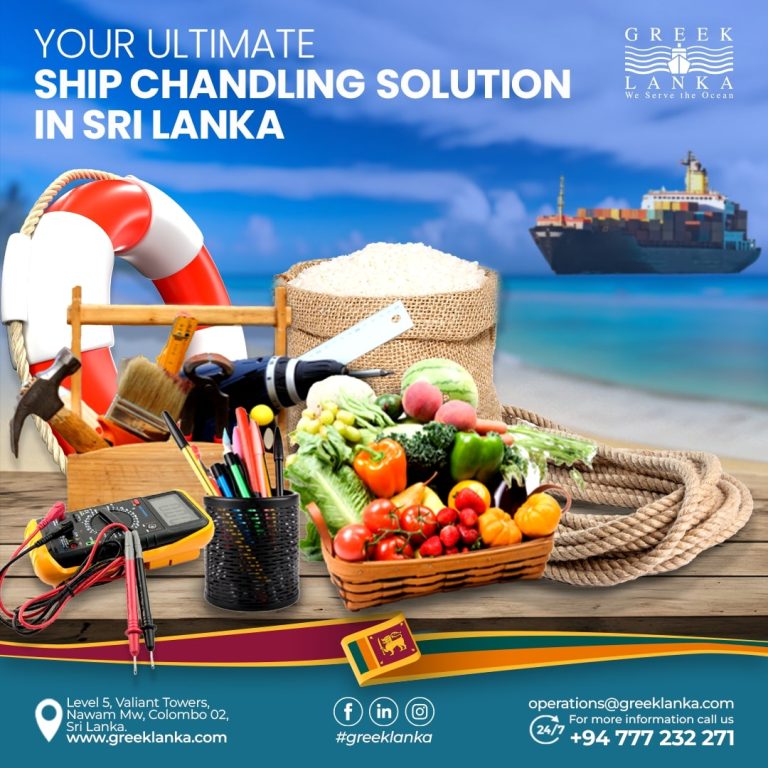 YOUR ULTIMATE
SHIP CHANDLING SOLUTION
IN SRI LANKA
GREEK
LANKA
We Serve the Ocean
Level 5, Valiant Towers,
Nawam Mw, Colombo 02,
Sri Lanka.
www.greeklanka.com
f in
#greeklanka
operations@greeklanka.com
24/7
For more information call us
+94 777 232 271